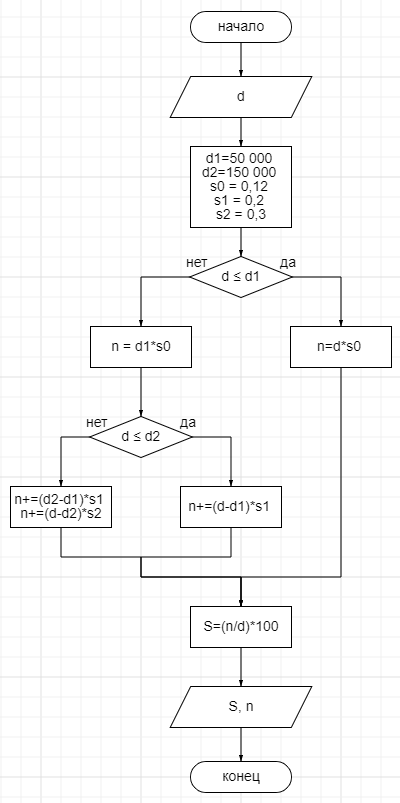 начало
d
d1=50 000
d2=150 000
s0 = 0,12
s1 = 0,2
s2 = 0,3
нет
да
d ≤ d1
n = d1*s0
n=d*s0
нет
да
d ≤ d2
n+=(d2-d1)*s1
n+=(d-d2)*s2
n+=(d-d1)*s1
S=(n/d)*100
S, n
конец